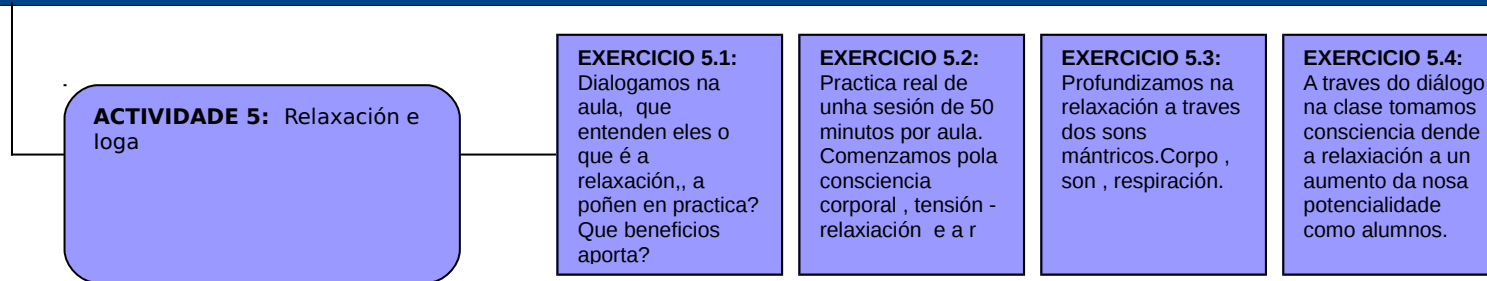 ACTIVIDADE 5: Relaxación e
Ioga
EXERCICIO 5.1:
Dialogamos na
aula, que
entenden eles o
que é a
relaxación,, a
poñen en practica?
Que beneficios
aporta?
EXERCICIO 5.2:
Practica real de
unha sesión de 50
minutos por aula.
Comenzamos pola
consciencia
corporal , tensión -
relaxiación e a r
EXERCICIO 5.3:
Profundizamos na
relaxación a traves
dos sons
mántricos.Corpo ,
son , respiración.
EXERCICIO 5.4:
A traves do diálogo
na clase tomamos
consciencia dende
a relaxiación a un
aumento da nosa
potencialidade
como alumnos.